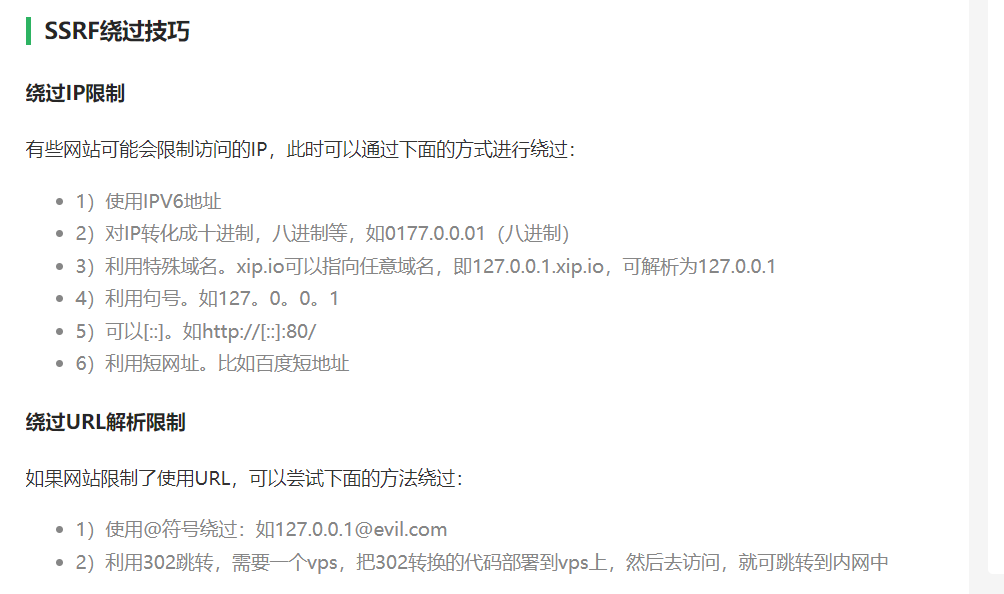 SSRF绕过技巧
绕过IP限制
有些网站可能会限制访问的IP，此时可以通过下面的方式进行绕过：
1）使用IPV6地址
2）对IP转化成十进制，八进制等，如0177.0.0.01（八进制）
3）利用特殊域名。xip.io可以指向任意域名，即127.0.0.1.xip.io，可解析为127.0.0.1
4）利用句号。如127。0。0。1
5）可以[::]。如http://[::]:80/
6）利用短网址。比如百度短地址
绕过URL解析限制
如果网站限制了使用URL，可以尝试下面的方法绕过：
1）使用@符号绕过：如127.0.0.1@evil.com
2）利用302跳转，需要一个vps，把302转换的代码部署到vps上，然后去访问，就可跳转到内网中